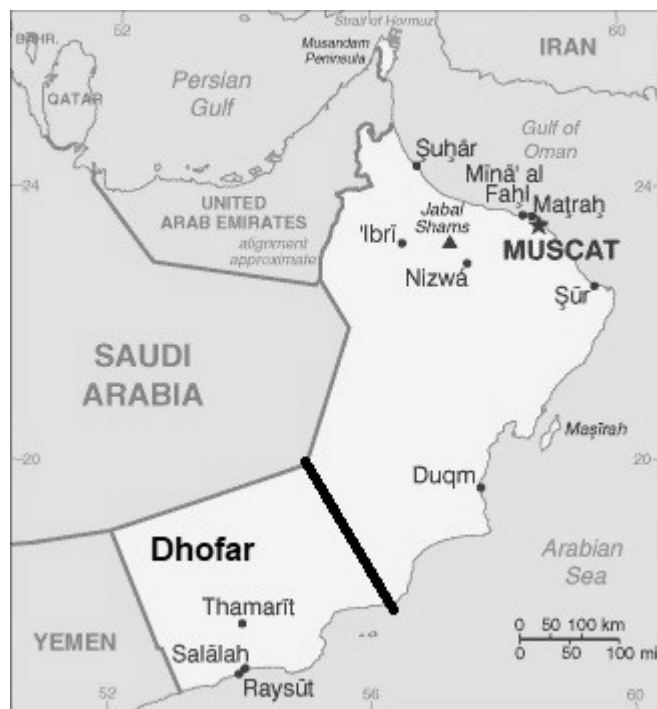 52
Strait of Hormuz
60
BAHR.
Musandam
Peninsula
IRAN
QATAR
Persian
Gulf
Gulf of
Oman
Şuḩār
24
24
Mīnā' al
Faḩl
Maţraḩ
UNITED
ARAB EMIRATES
alignment
approximate
'Ibrī
Jabal
Shams
MUSCAT
Nizwá
Şūr
SAUDI
ARABIA
Maşīrah
20
20
Duqm
Dhofar
Arabian
Sea
Thamarīt
YEMEN
Salālah
Raysūt
0 50 100 km
0 50 100 mi
52
56
60